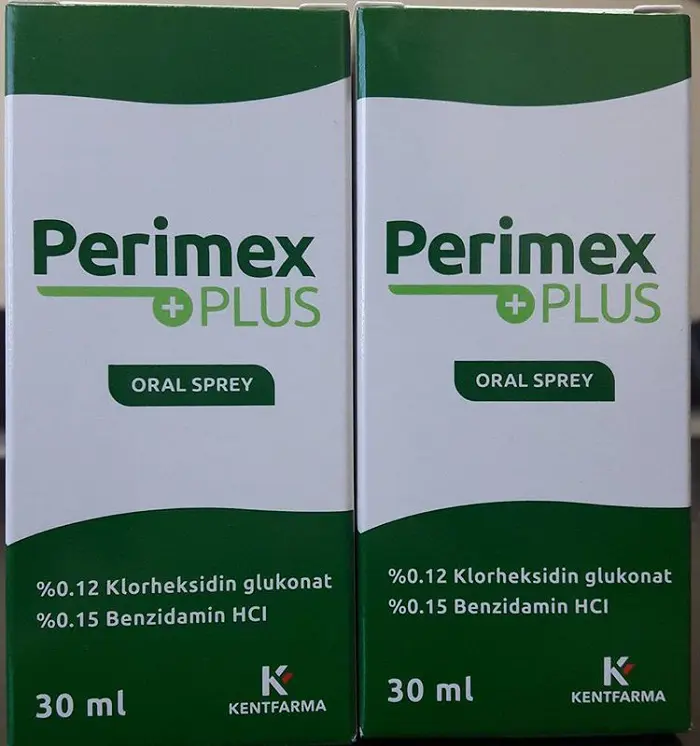 Perimex
PLUS
ORAL SPREY
%0.12 Klorheksidin glukonat
%0.15 Benzidamin HCl
30 ml
KENTFARMA
Perimex
PLUS
ORAL SPREY
%0.12 Klorheksidin glukonat
%0.15 Benzidamin HCl
30 ml
KENTFARMA